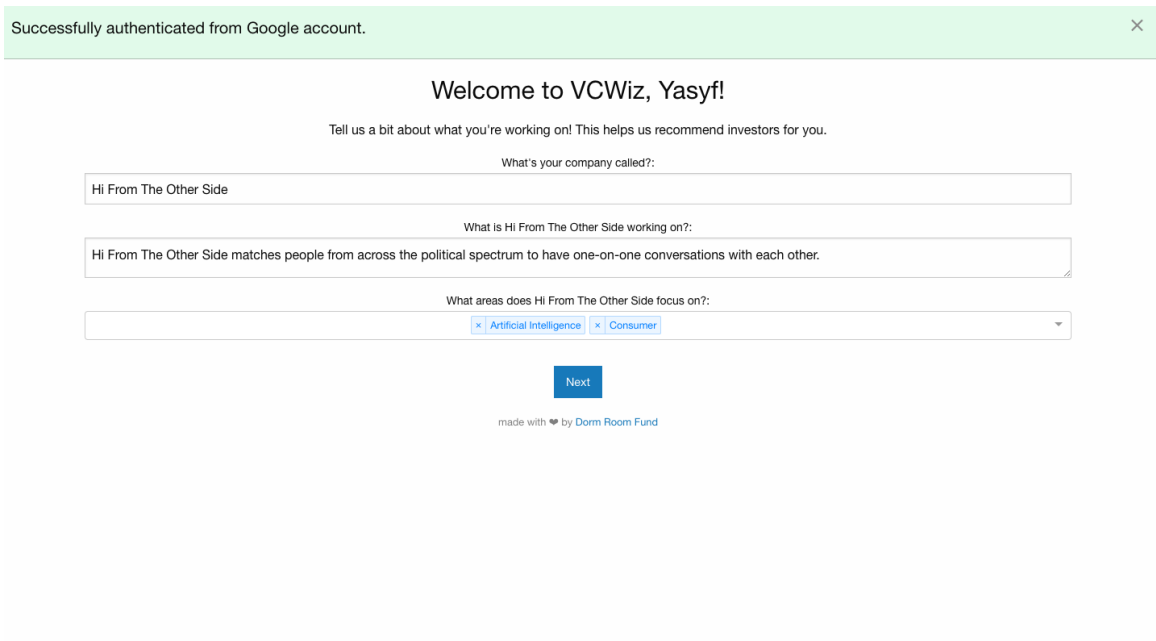 Successfully authenticated from Google account.
×
Welcome to VCWiz, Yasyf!
Tell us a bit about what you're working on! This helps us recommend investors for you.
What's your company called?:
Hi From The Other Side
What is Hi From The Other Side working on?:
Hi From The Other Side matches people from across the political spectrum to have one-on-one conversations with each other.
What areas does Hi From The Other Side focus on?:
× Artificial Intelligence × Consumer
Next
made with ❤ by Dorm Room Fund